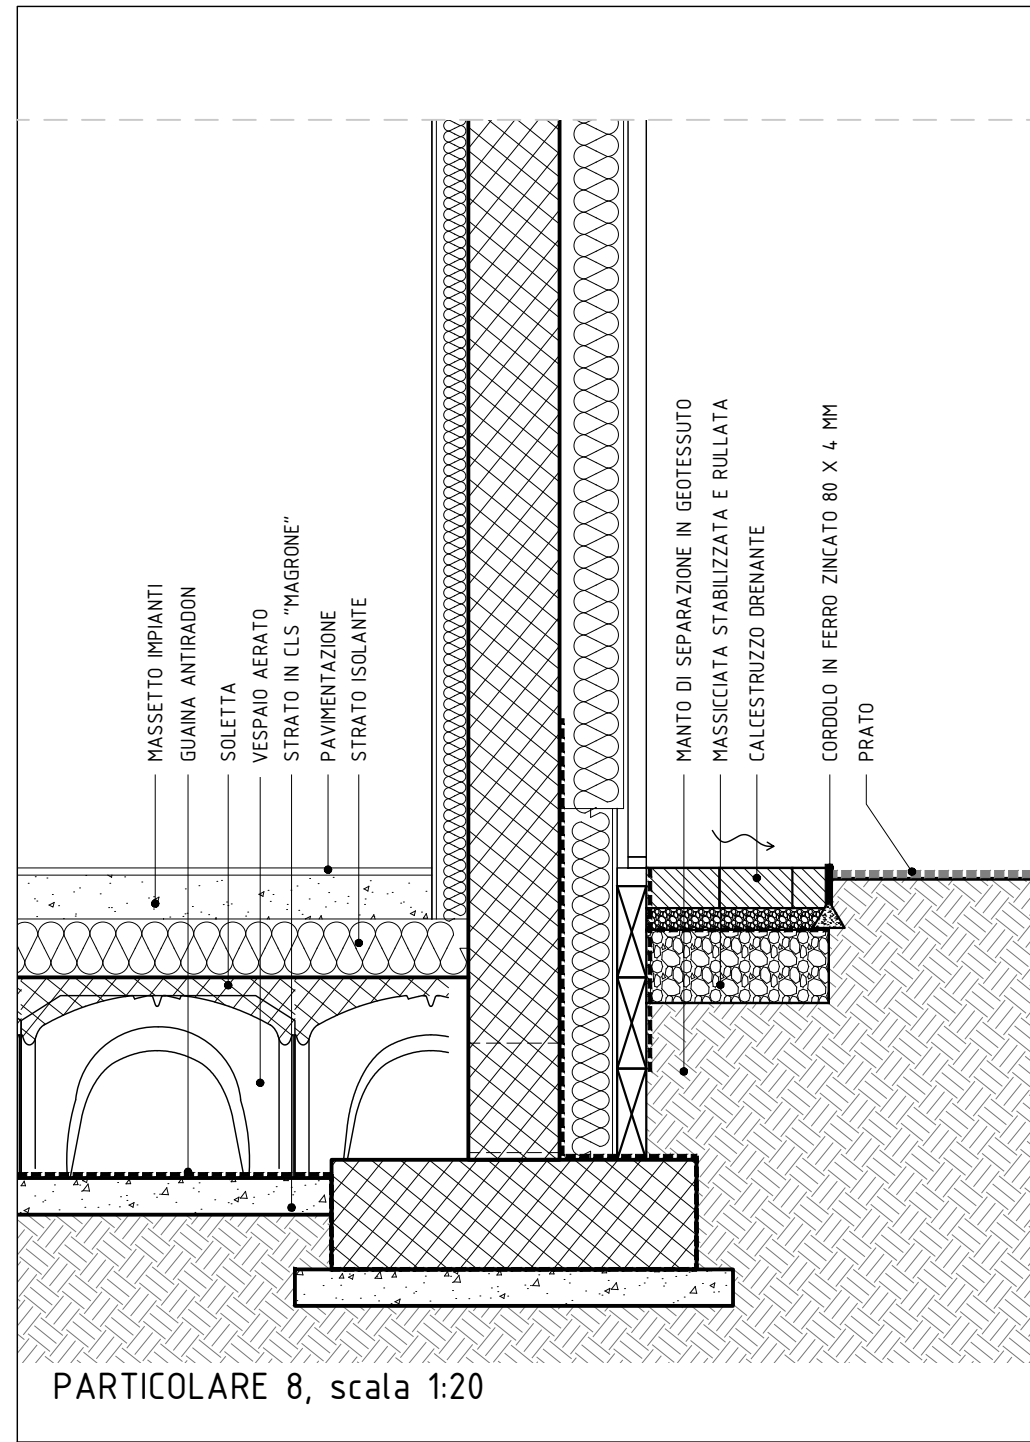 MASSETTO IMPIANTI
GUAINA ANTIRADON
SOLETTA
VESPAIO AERATO
STRATO IN CLS "MAGRONE"
PAVIMENTAZIONE
STRATO ISOLANTE
MANTO DI SEPARAZIONE IN GEOTESSUTO
MASSICCIATA STABILIZZATA E RULLATA
CALCESTRUZZO DRENANTE
CORDOLO IN FERRO ZINCATO 80 X 4 MM
PRATO
PARTICOLARE 8, scala 1:20